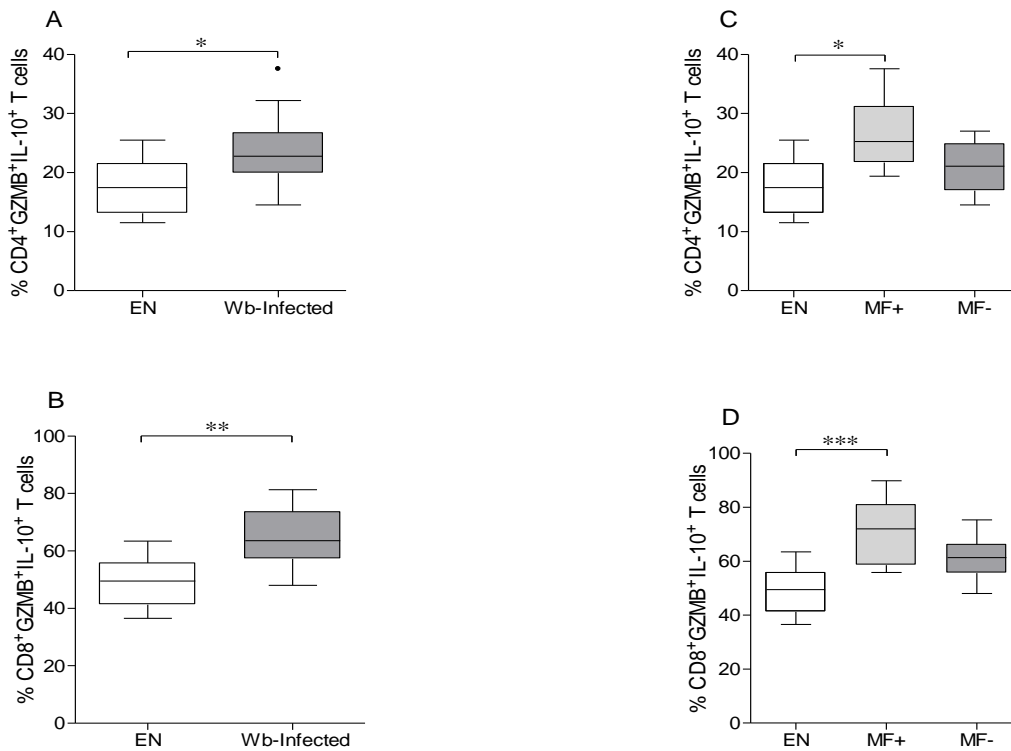 A
% CD4⁺GZMB⁺IL-10⁺ T cells
40
30
20
10
0
*
EN Wb-Infected
C
% CD4⁺GZMB⁺IL-10⁺ T cells
40
30
20
10
0
*
EN MF+ MF-
B
% CD8⁺GZMB⁺IL-10⁺ T cells
100
80
60
40
20
0
**
EN Wb-Infected
D
% CD8⁺GZMB⁺IL-10⁺ T cells
100
80
60
40
20
0
***
EN MF+ MF-